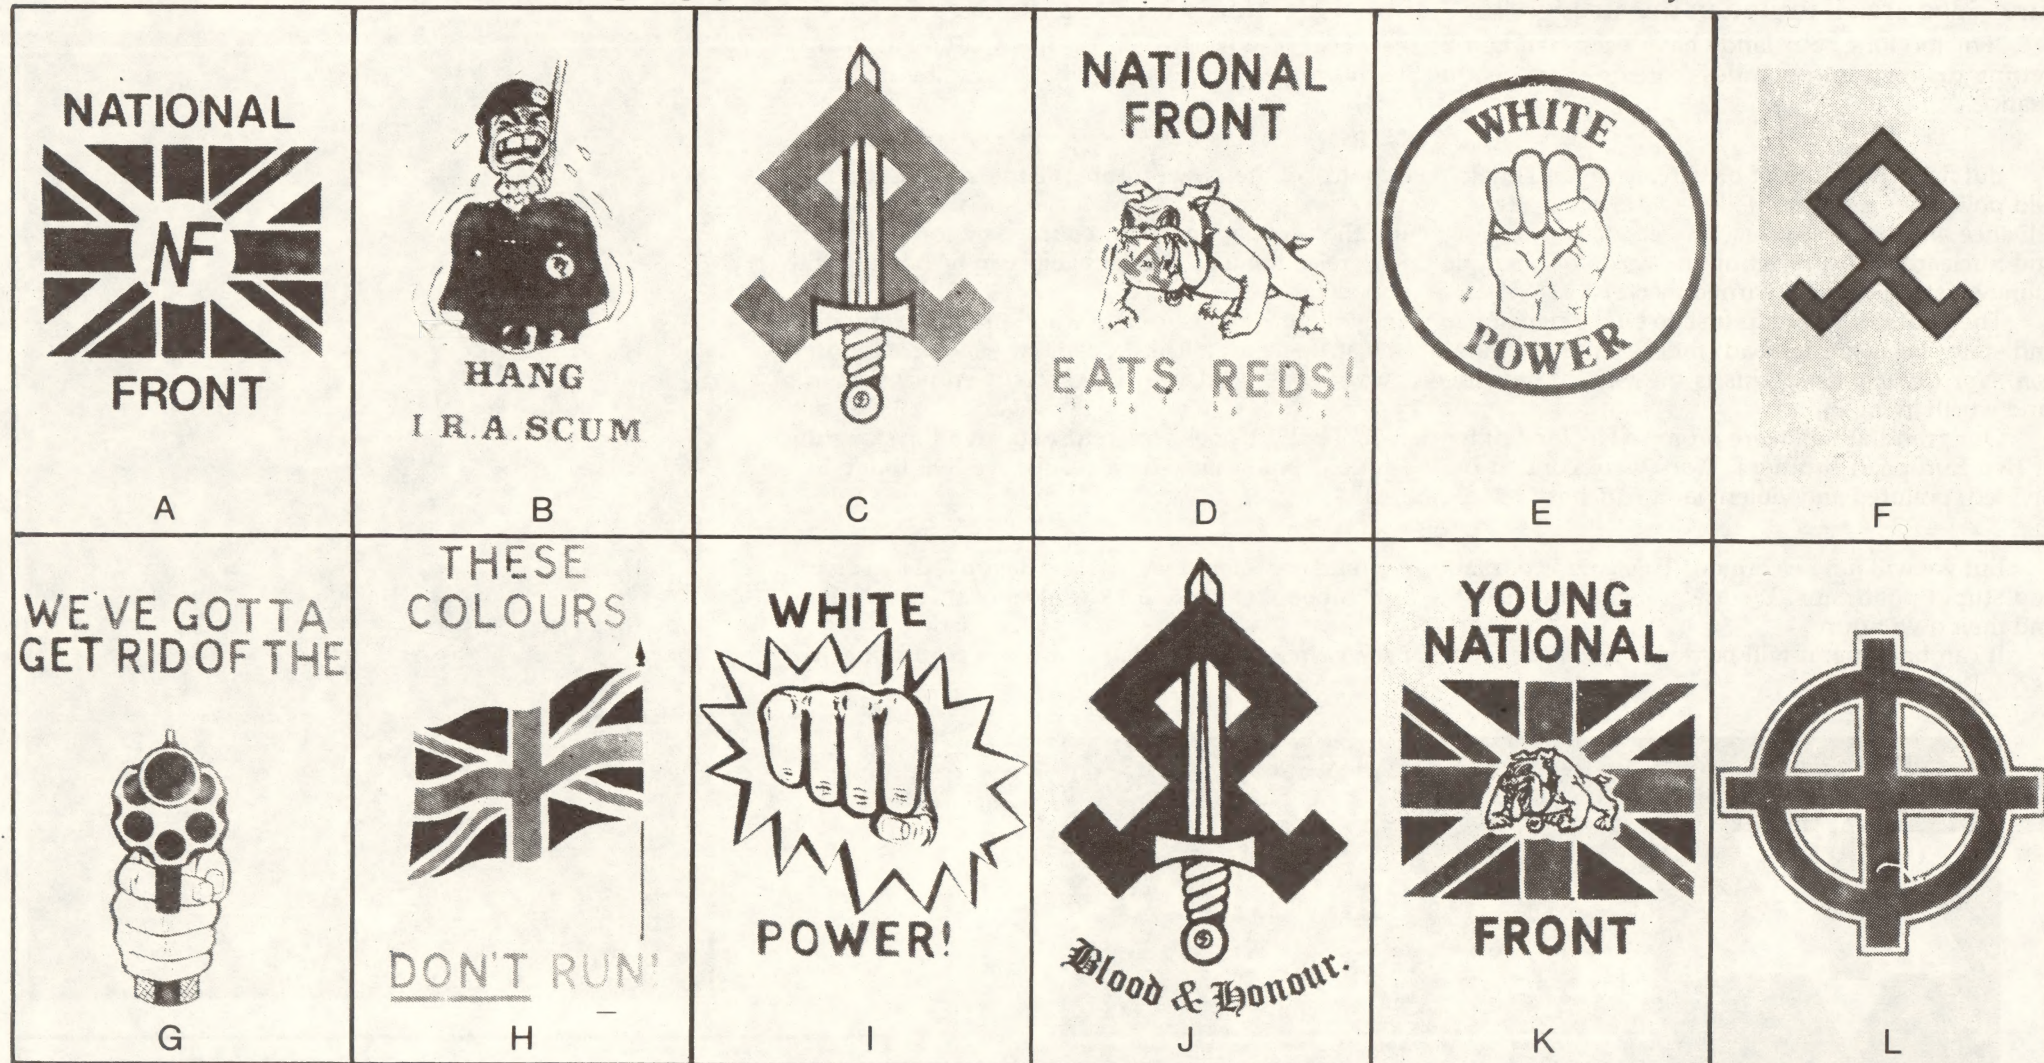 NATIONAL
NF
FRONT
A
HANG
I R.A. SCUM
B
C
NATIONAL
FRONT
EATS REDS!
D
WHITE
POWER
E
F
WE'VE GOTTA
GET RID OF THE
G
THESE
COLOURS
DON'T RUN!
H
WHITE
POWER!
I
Blood & Honour.
J
YOUNG
NATIONAL
FRONT
K
L